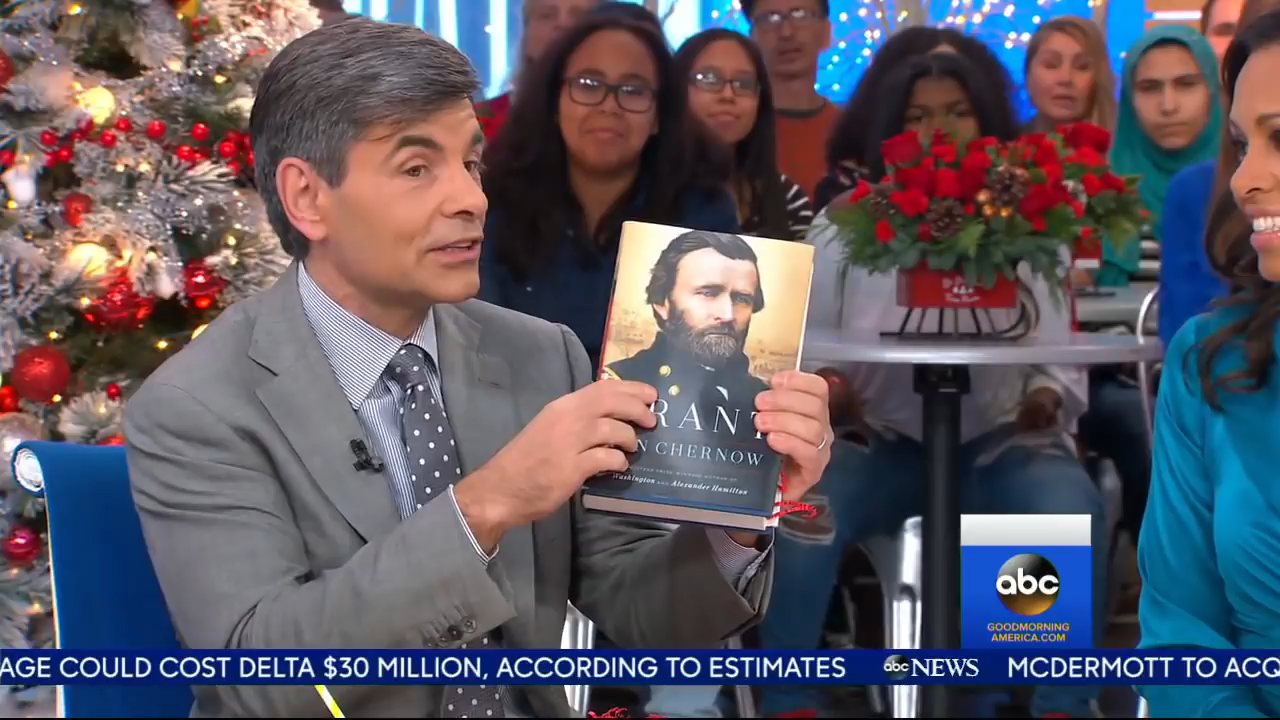 RANT
N CHERNOW
Washington AND Alexander Hamilton
abc
GOODMORNING
AMERICA.COM
AGE COULD COST DELTA $30 MILLION, ACCORDING TO ESTIMATES abc NEWS MCDERMOTT TO ACQ